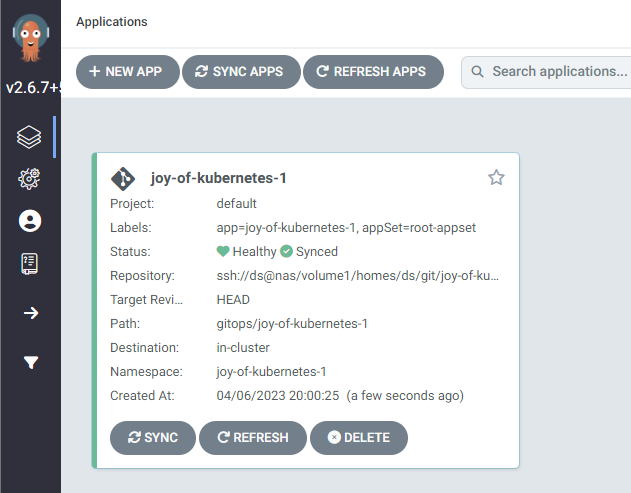 Applications
v2.6.7+5
NEW APP SYNC APPS REFRESH APPS Search applications...
joy-of-kubernetes-1
Project: default
Labels: app=joy-of-kubernetes-1, appSet=root-appset
Status: Healthy Synced
Repository: ssh://ds@nas/volume1/homes/ds/git/joy-of-ku...
Target Revi... HEAD
Path: gitops/joy-of-kubernetes-1
Destination: in-cluster
Namespace: joy-of-kubernetes-1
Created At: 04/06/2023 20:00:25 (a few seconds ago)
SYNC REFRESH DELETE